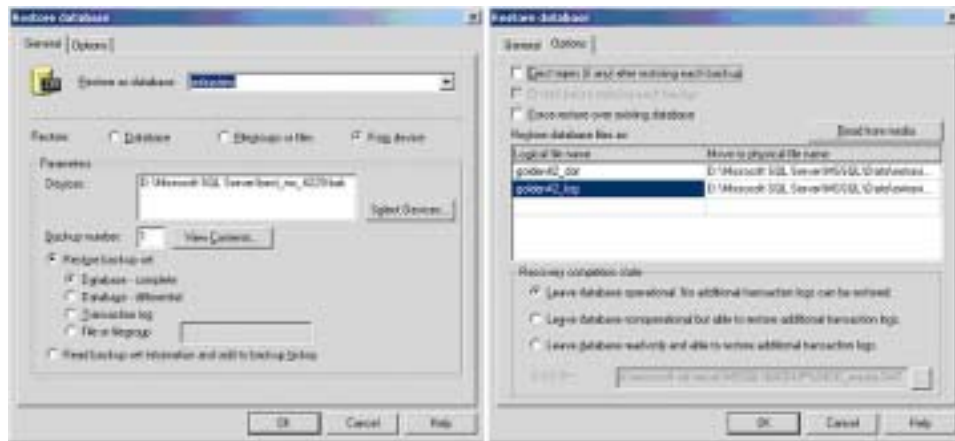 Restore database
General Options
Restore as database:
Restore: Database Filegroups or files From device
Parameters
Devices:
Select Devices...
Backup number: View Contents...
Restore backup set
Database - complete
Database - differential
Transaction log
File or filegroup
Read backup set information and add to backup history
OK Cancel Help
Restore database
General Options
Eject tapes (if any) after restoring each backup
Force restore over existing database
Read from media
Restore database files as:
Logical file name Move to physical file name
Recovery completion state
Leave database operational. No additional transaction logs can be restored.
Leave database nonoperational but able to restore additional transaction logs.
Leave database read-only and able to restore additional transaction logs.
OK Cancel Help